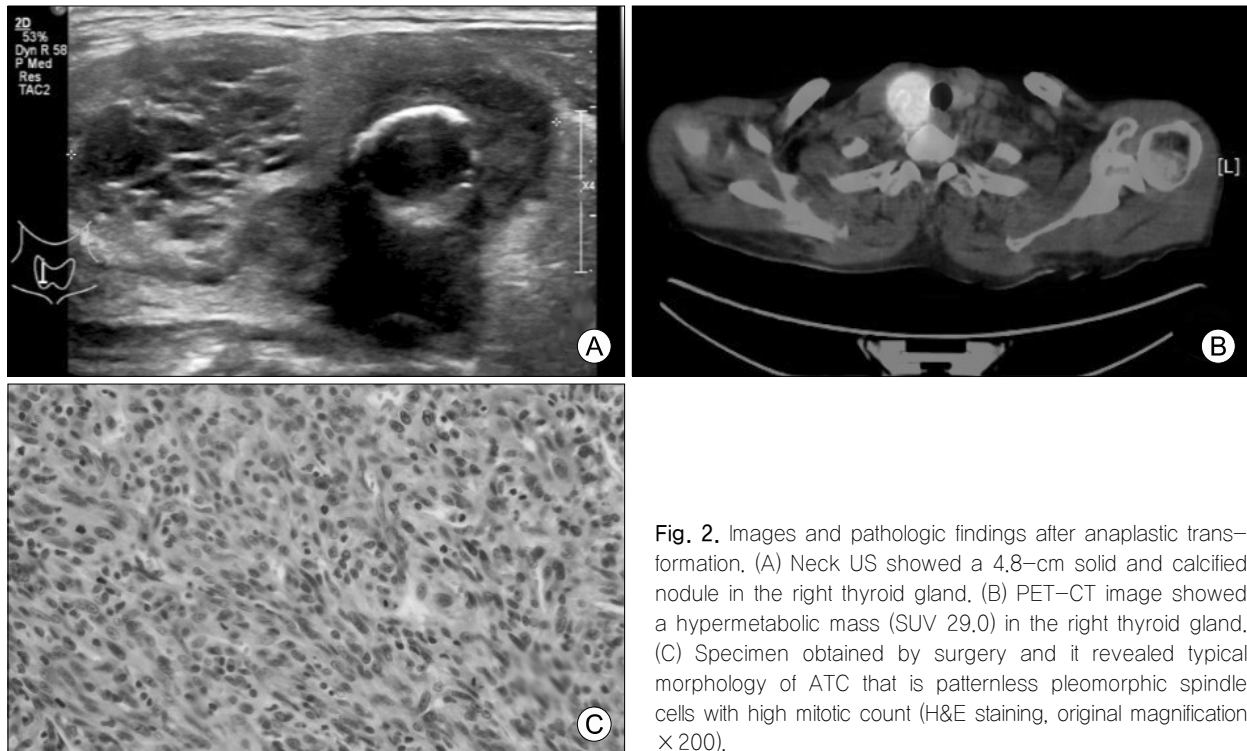 2D
53%
Dyn R 58
P Med
Res
TAC2
X4
A
[L]
B
C
Fig. 2. Images and pathologic findings after anaplastic trans-
formation. (A) Neck US showed a 4.8-cm solid and calcified
nodule in the right thyroid gland. (B) PET-CT image showed
a hypermetabolic mass (SUV 29.0) in the right thyroid gland.
(C) Specimen obtained by surgery and it revealed typical
morphology of ATC that is patternless pleomorphic spindle
cells with high mitotic count (H&E staining, original magnification
×200).